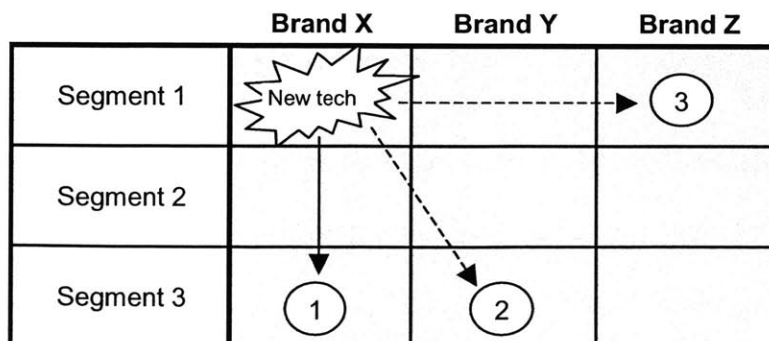 Brand X Brand Y Brand Z
Segment 1 New tech 3
Segment 2
Segment 3 1 2